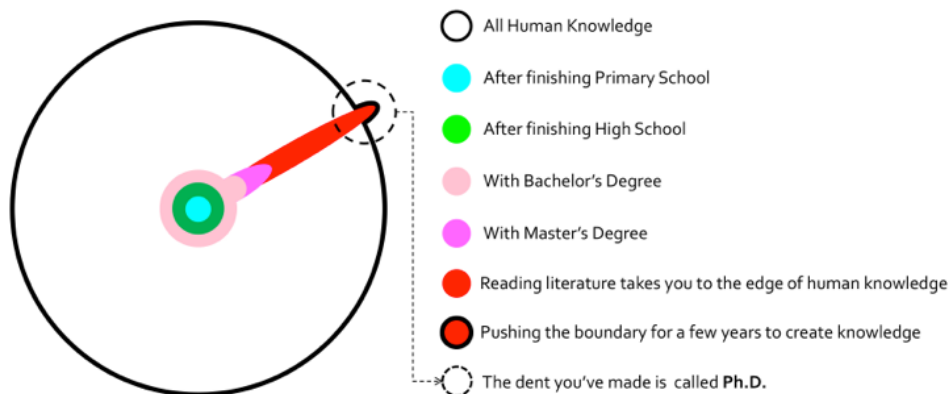 All Human Knowledge
After finishing Primary School
After finishing High School
With Bachelor's Degree
With Master's Degree
Reading literature takes you to the edge of human knowledge
Pushing the boundary for a few years to create knowledge
The dent you've made is called Ph.D.